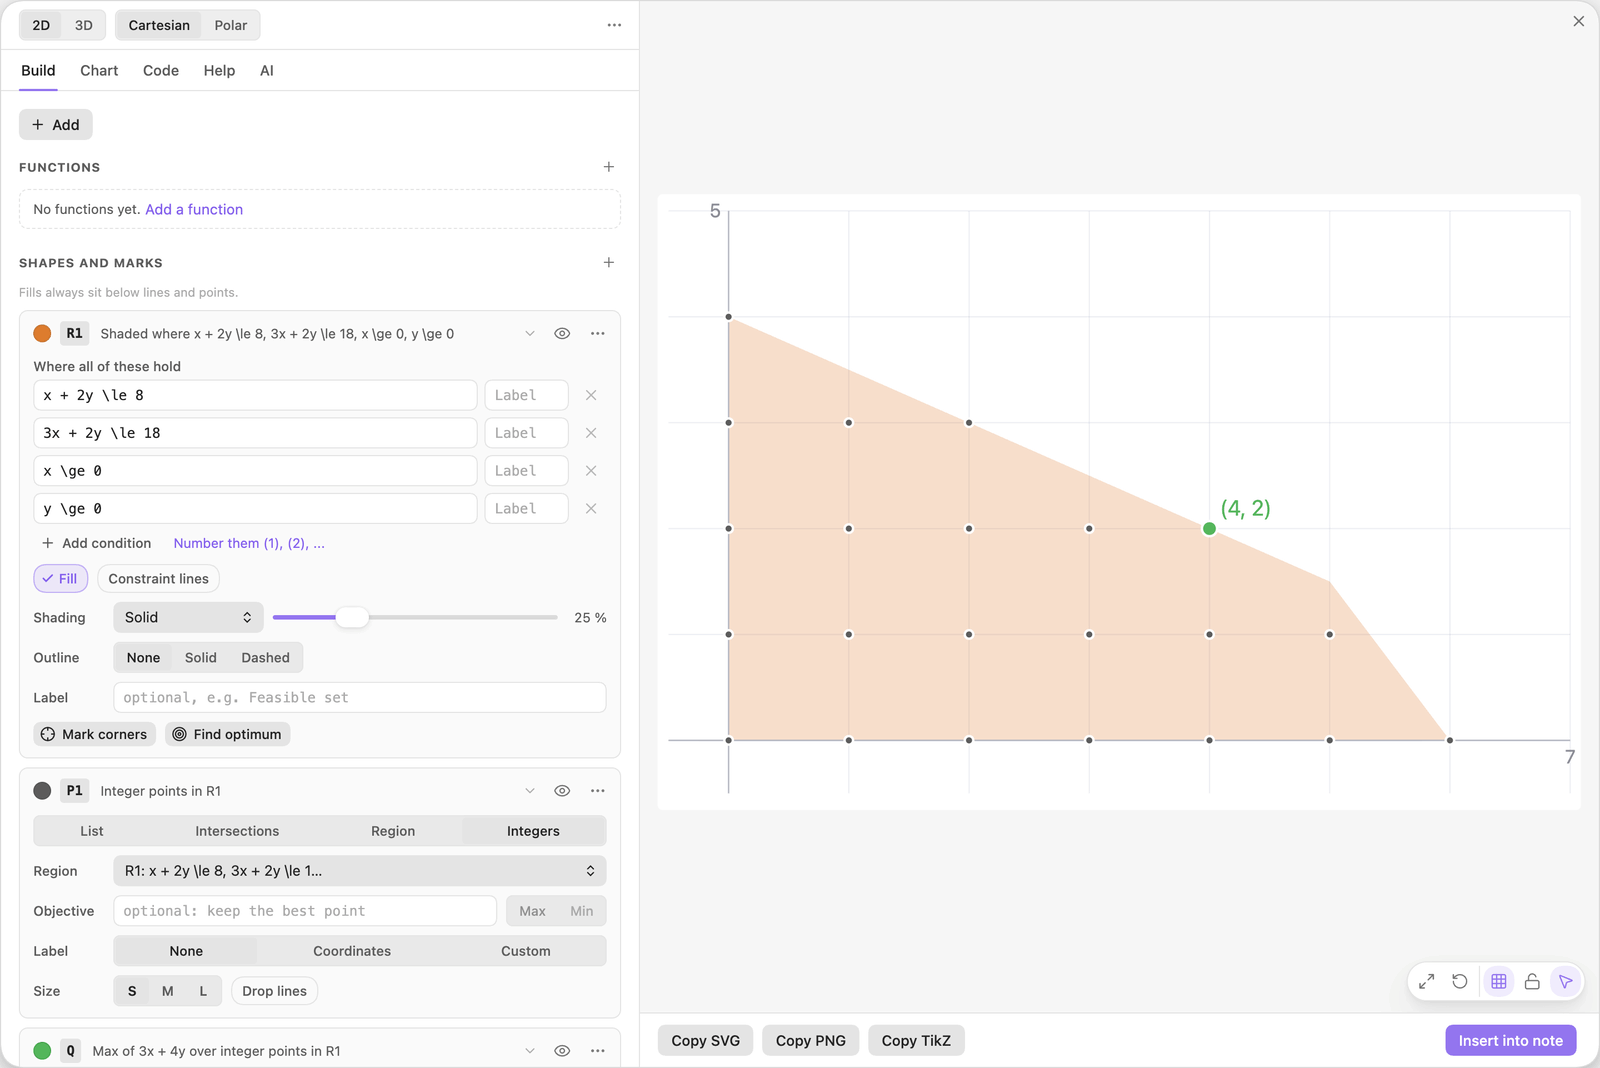 2D 3D Cartesian Polar
Build Chart Code Help AI
Add
FUNCTIONS
No functions yet. Add a function
SHAPES AND MARKS
Fills always sit below lines and points.
R1 Shaded where x + 2y \le 8, 3x + 2y \le 18, x \ge 0, y \ge 0
Where all of these hold
x + 2y \le 8 Label
3x + 2y \le 18 Label
x \ge 0 Label
y \ge 0 Label
+ Add condition Number them (1), (2), ...
Fill Constraint lines
Shading Solid 25 %
Outline None Solid Dashed
Label optional, e.g. Feasible set
Mark corners Find optimum
P1 Integer points in R1
List Intersections Region Integers
Region R1: x + 2y \le 8, 3x + 2y \le 1...
Objective optional: keep the best point Max Min
Label None Coordinates Custom
Size S M L Drop lines
Q Max of 3x + 4y over integer points in R1
5
(4, 2)
7
Copy SVG Copy PNG Copy TikZ Insert into note